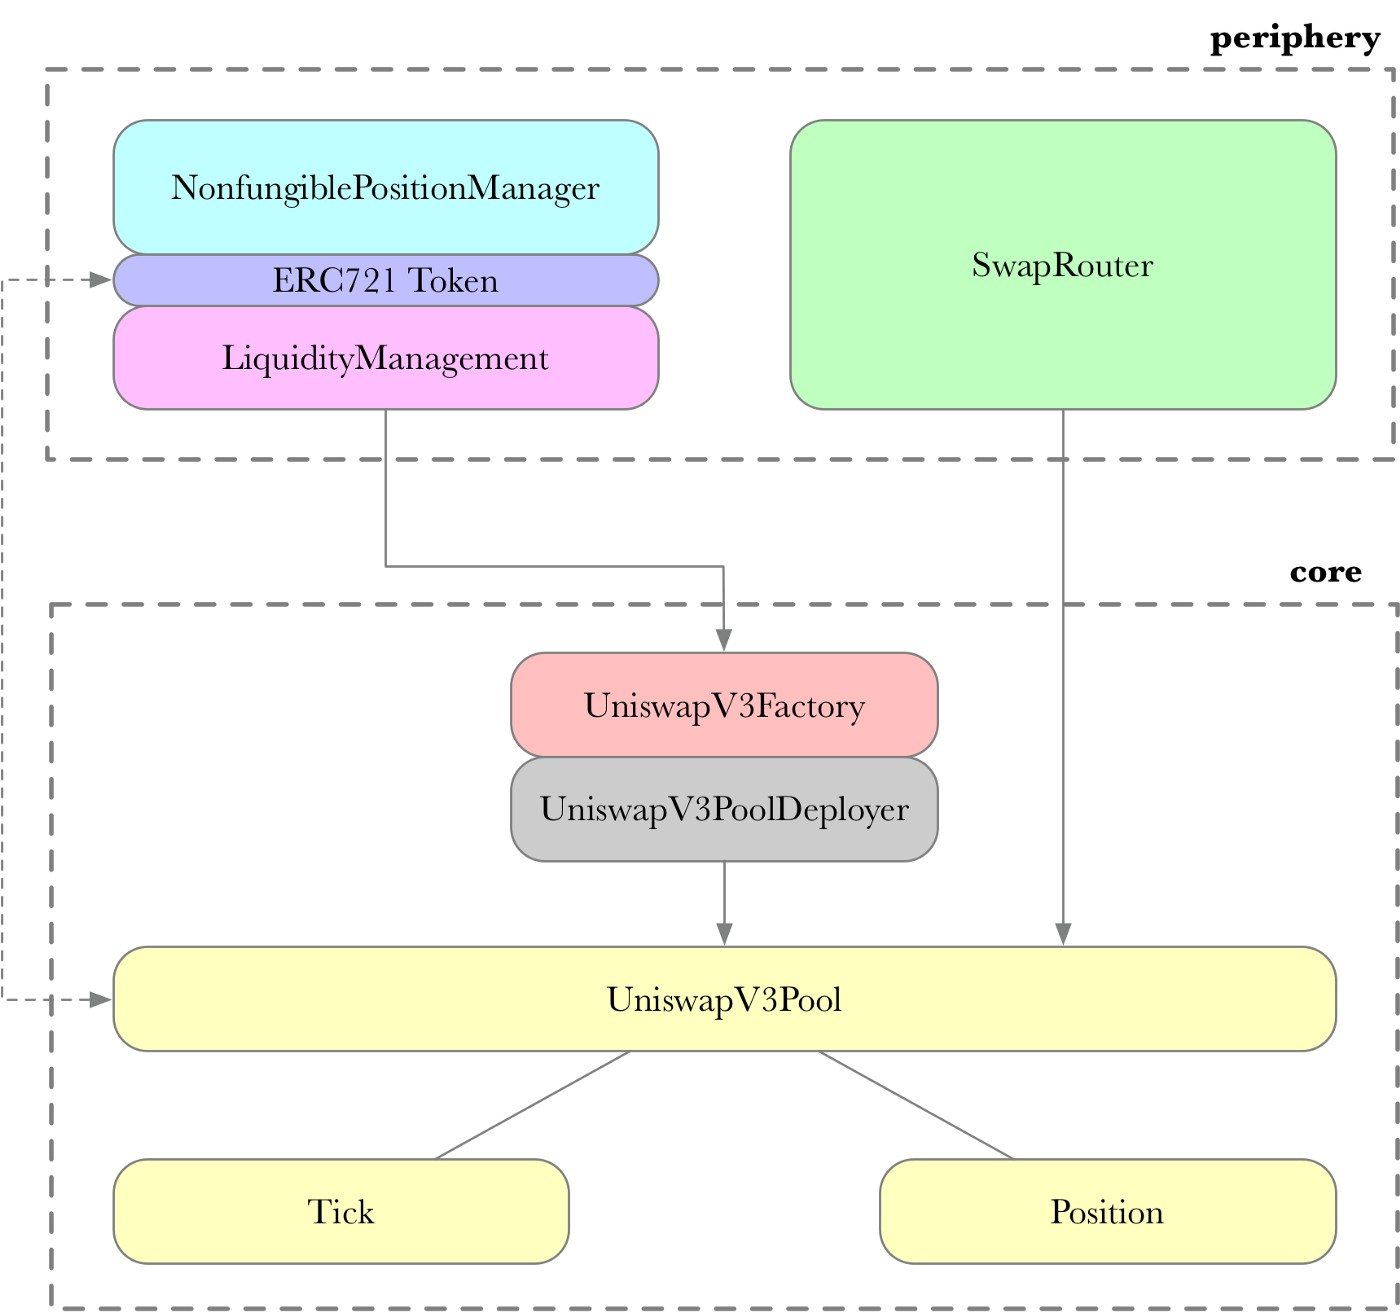 periphery
NonfungiblePositionManager
ERC721 Token
LiquidityManagement
SwapRouter
core
UniswapV3Factory
UniswapV3PoolDeployer
UniswapV3Pool
Tick
Position